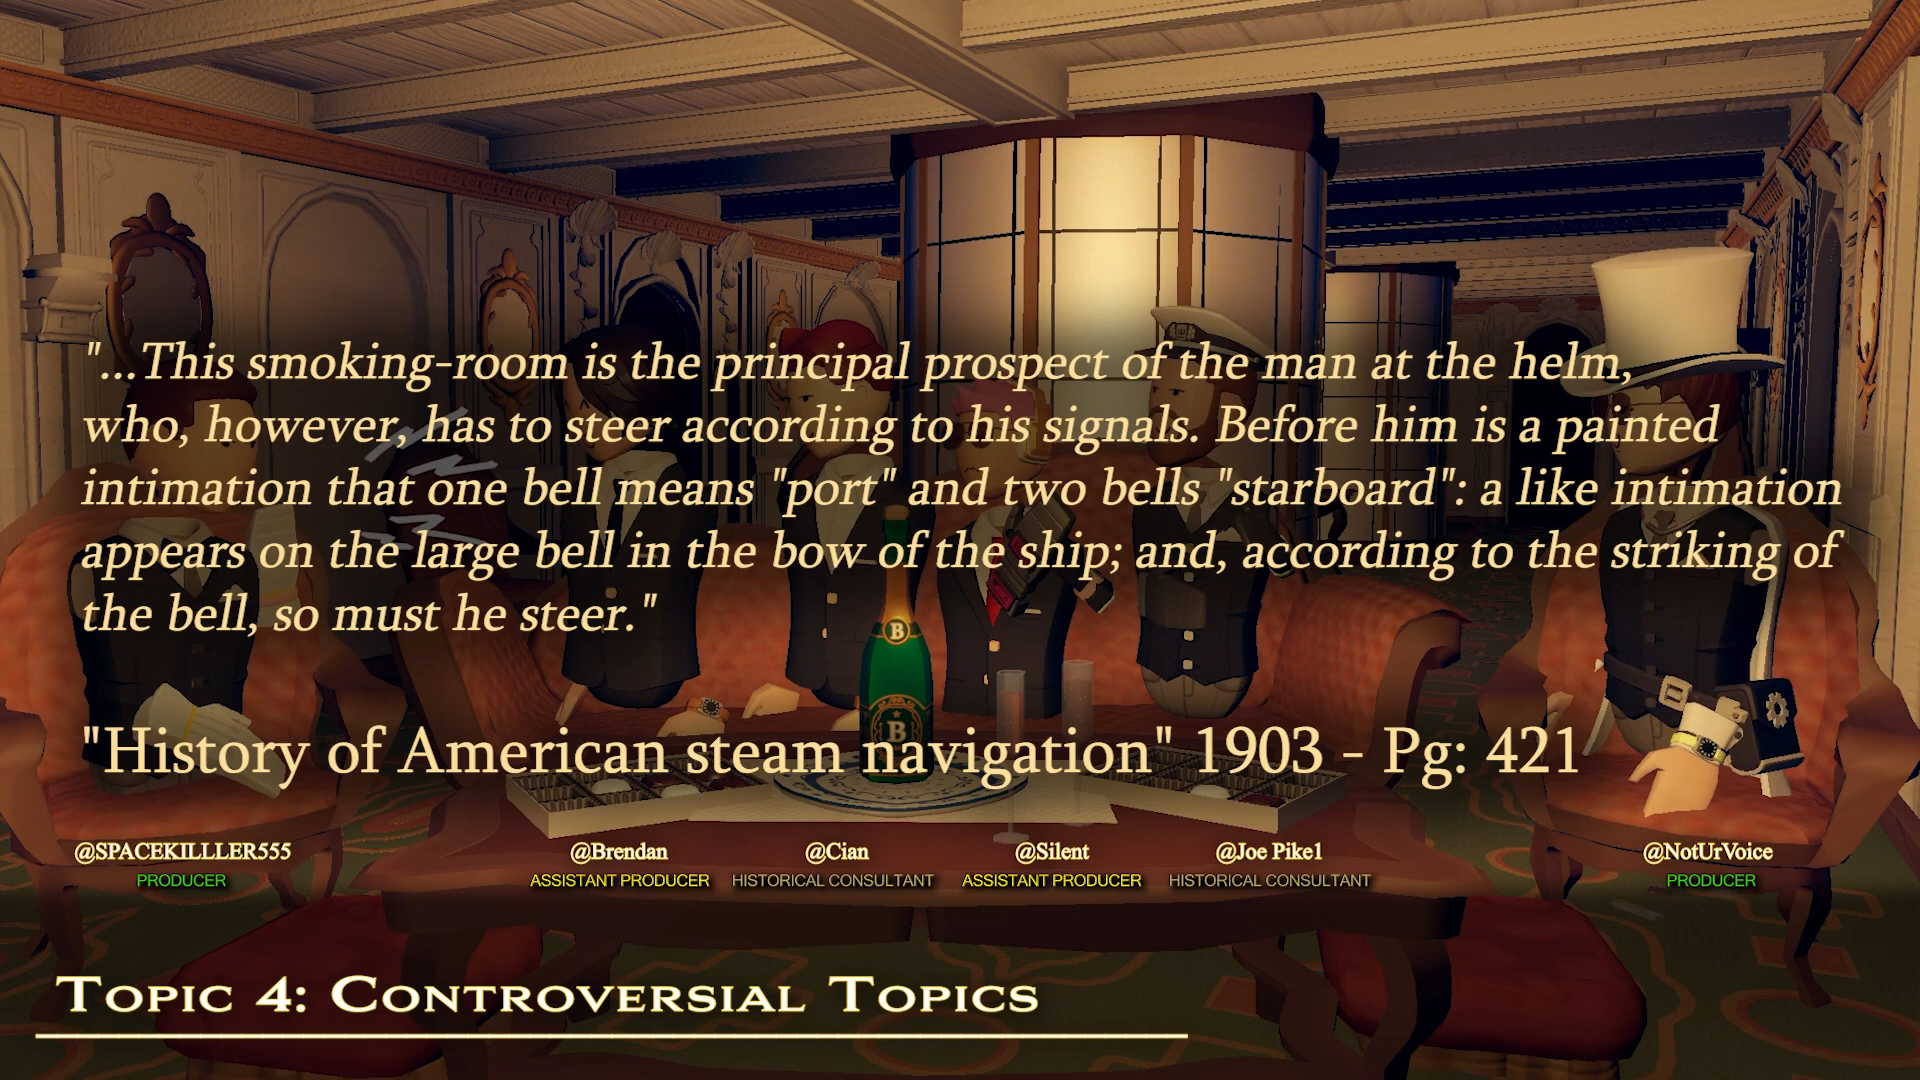 "...This smoking-room is the principal prospect of the man at the helm,
who, however, has to steer according to his signals. Before him is a painted
intimation that one bell means "port" and two bells "starboard": a like intimation
appears on the large bell in the bow of the ship; and, according to the striking of
the bell, so must he steer."
B
B
"History of American steam navigation" 1903 - Pg: 421
@SPACEKILLLER555 @Brendan @Cian @Silent @Joe Pike1 @NotUrVoice
PRODUCER ASSISTANT PRODUCER HISTORICAL CONSULTANT ASSISTANT PRODUCER HISTORICAL CONSULTANT PRODUCER
TOPIC 4: CONTROVERSIAL TOPICS